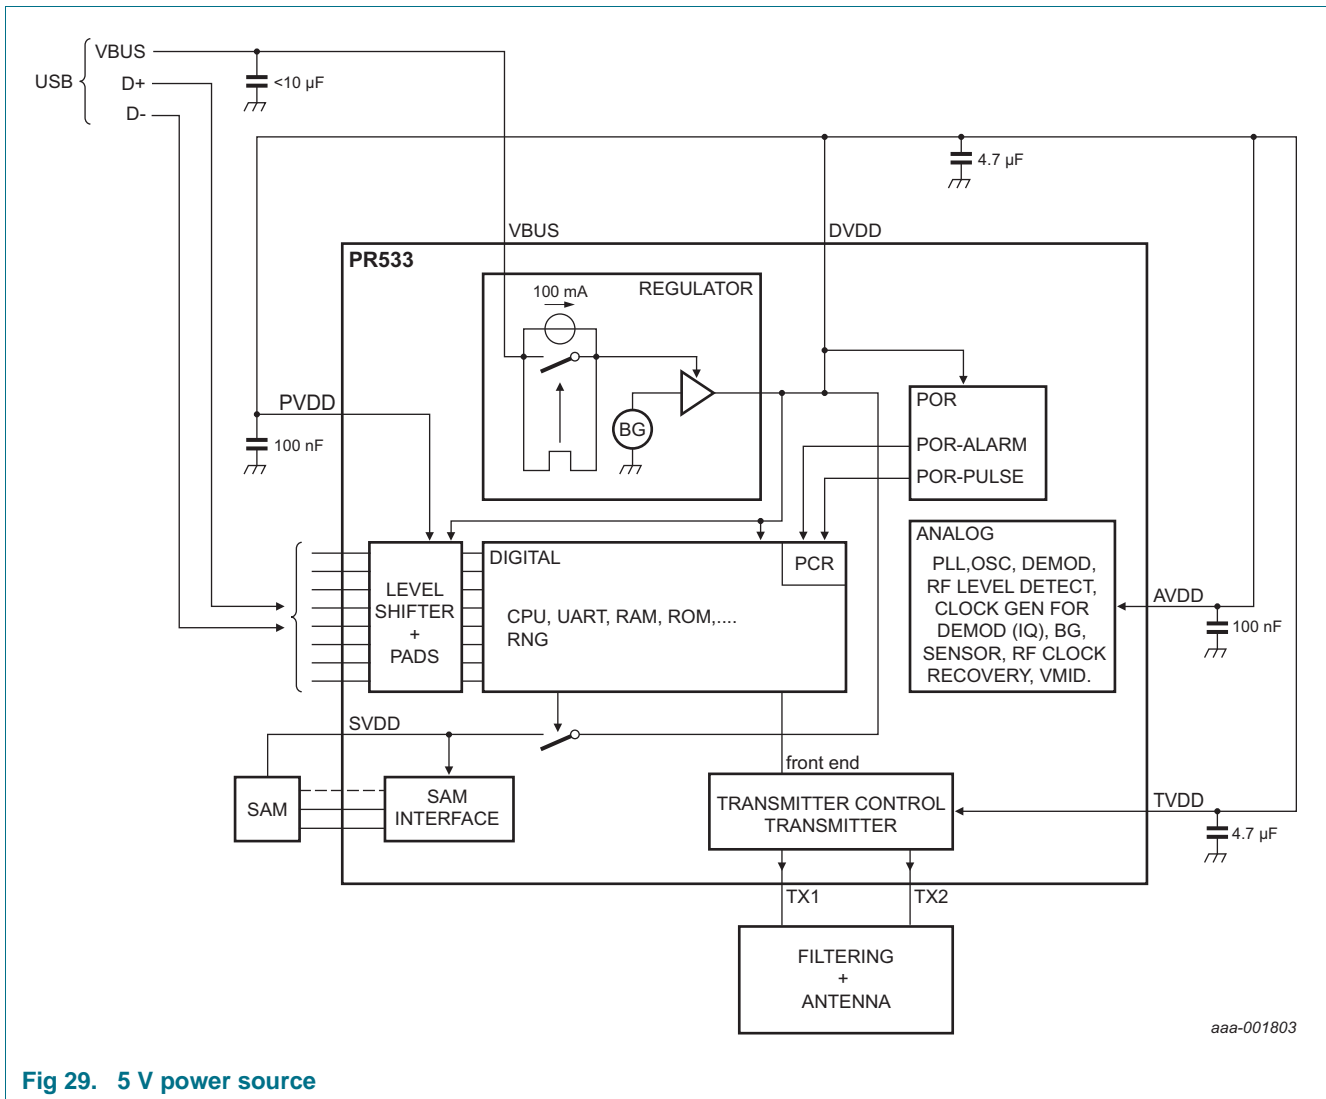 USB
VBUS
D+
D-
<10 µF
4.7 µF
VBUS
DVDD
PR533
REGULATOR
100 mA
BG
PVDD
100 nF
POR
POR-ALARM
POR-PULSE
LEVEL
SHIFTER
+
PADS
DIGITAL
CPU, UART, RAM, ROM,....
RNG
PCR
ANALOG
PLL,OSC, DEMOD,
RF LEVEL DETECT,
CLOCK GEN FOR
DEMOD (IQ), BG,
SENSOR, RF CLOCK
RECOVERY, VMID.
AVDD
100 nF
SVDD
SAM
SAM
INTERFACE
front end
TRANSMITTER CONTROL
TRANSMITTER
TVDD
4.7 µF
TX1
TX2
FILTERING
+
ANTENNA
aaa-001803
Fig 29. 5 V power source